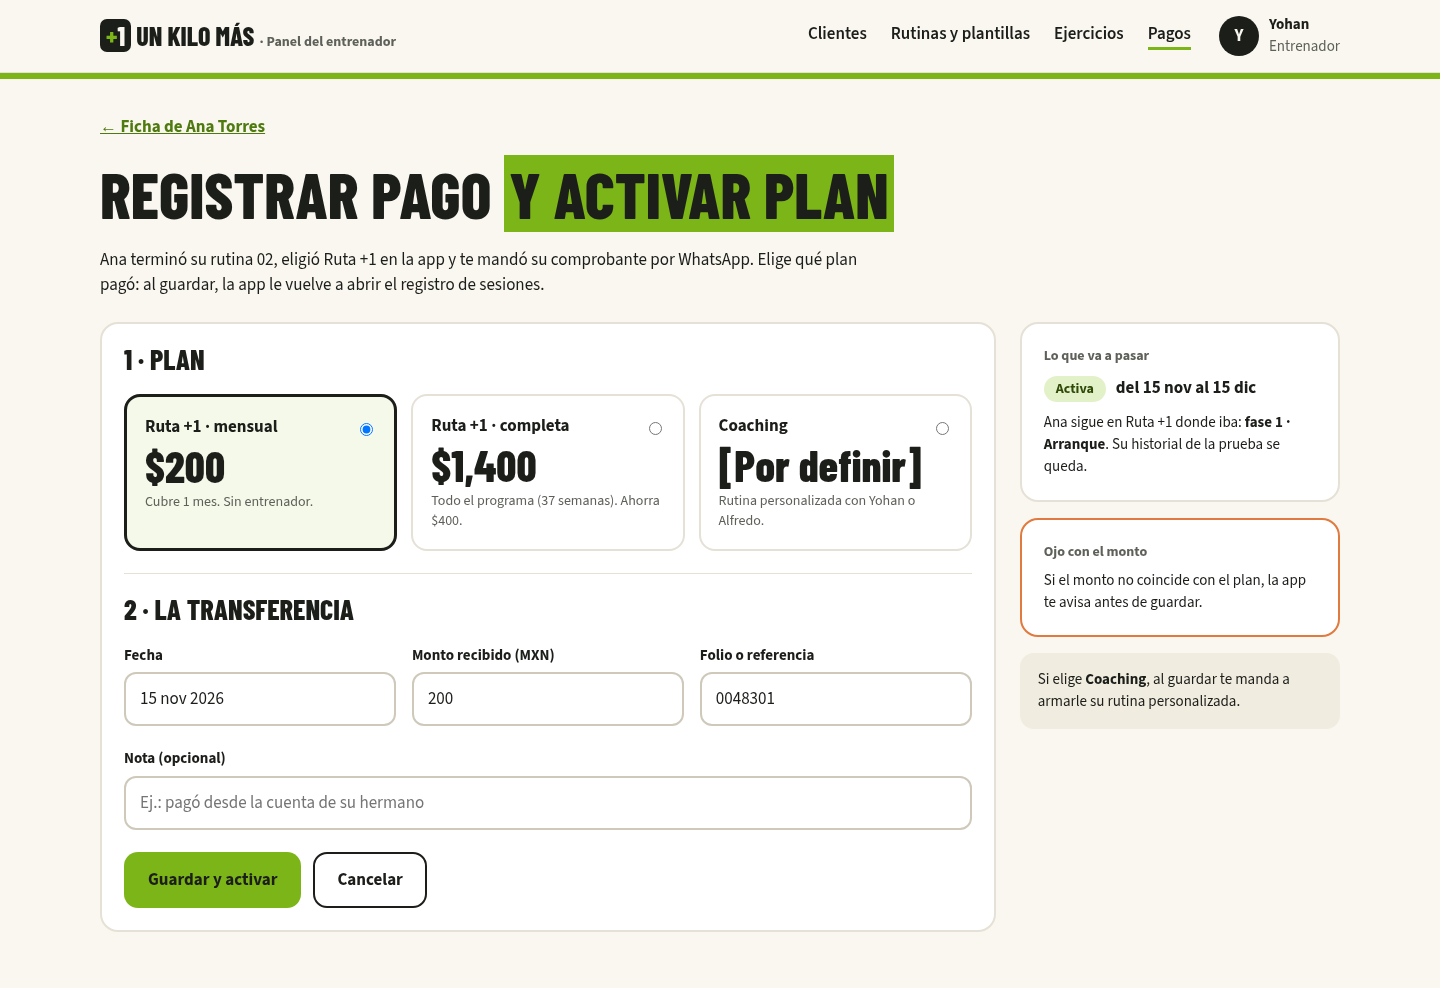 +1 UN KILO MÁS · Panel del entrenador
Clientes Rutinas y plantillas Ejercicios Pagos
Y
Yohan
Entrenador
← Ficha de Ana Torres
REGISTRAR PAGO Y ACTIVAR PLAN
Ana terminó su rutina 02, eligió Ruta +1 en la app y te mandó su comprobante por WhatsApp. Elige qué plan
pagó: al guardar, la app le vuelve a abrir el registro de sesiones.
1 · PLAN
Ruta +1 · mensual
$200
Cubre 1 mes. Sin entrenador.
Ruta +1 · completa
$1,400
Todo el programa (37 semanas). Ahorra
$400.
Coaching
[Por definir]
Rutina personalizada con Yohan o
Alfredo.
2 · LA TRANSFERENCIA
Fecha
15 nov 2026
Monto recibido (MXN)
200
Folio o referencia
0048301
Nota (opcional)
Ej.: pagó desde la cuenta de su hermano
Guardar y activar
Cancelar
Lo que va a pasar
Activa del 15 nov al 15 dic
Ana sigue en Ruta +1 donde iba: fase 1 ·
Arranque. Su historial de la prueba se
queda.
Ojo con el monto
Si el monto no coincide con el plan, la app
te avisa antes de guardar.
Si elige Coaching, al guardar te manda a
armarle su rutina personalizada.